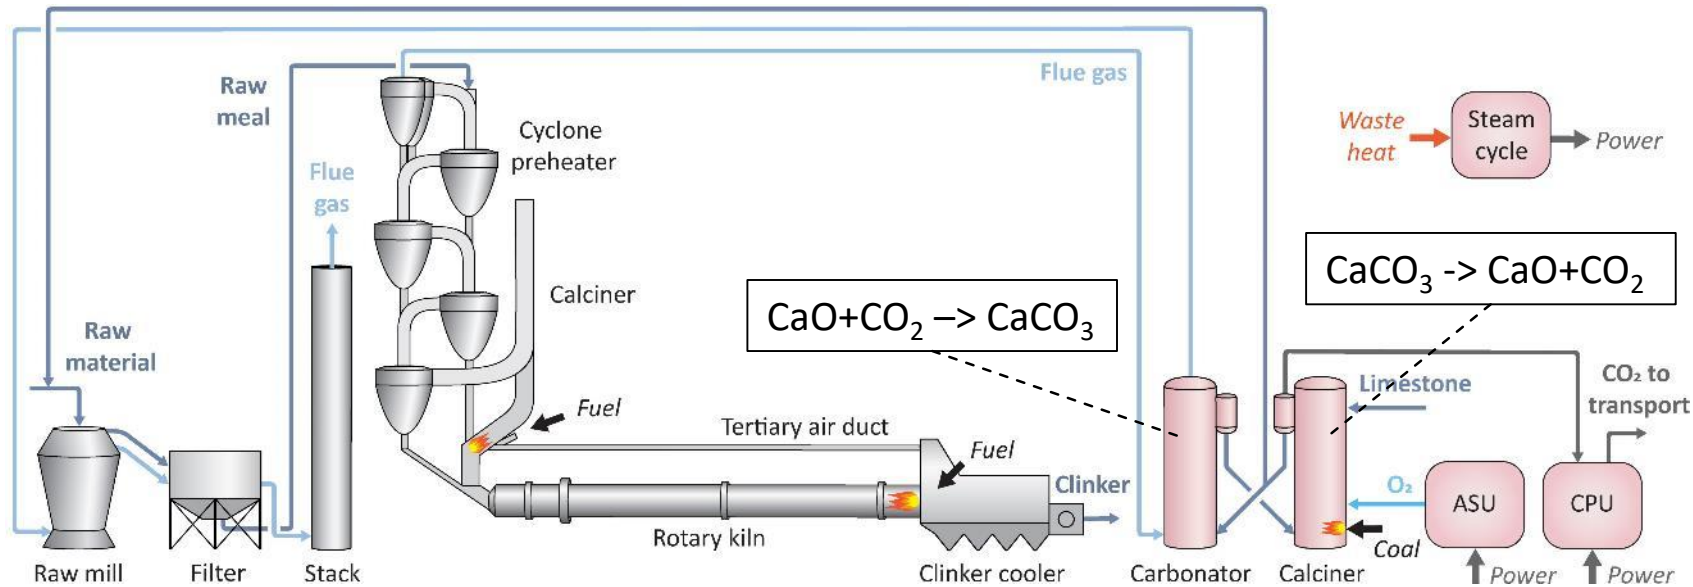 Raw
meal
Cyclone
preheater
Flue gas
Waste
heat
Steam
cycle
Power
Flue
gas
Calciner
CaO+CO₂ –> CaCO₃
CaCO₃ -> CaO+CO₂
Raw
material
Fuel
Tertiary air duct
Fuel
Limestone
CO₂ to
transport
Clinker
O₂
ASU
CPU
Coal
Rotary kiln
Raw mill
Filter
Stack
Clinker cooler
Carbonator
Calciner
Power
Power